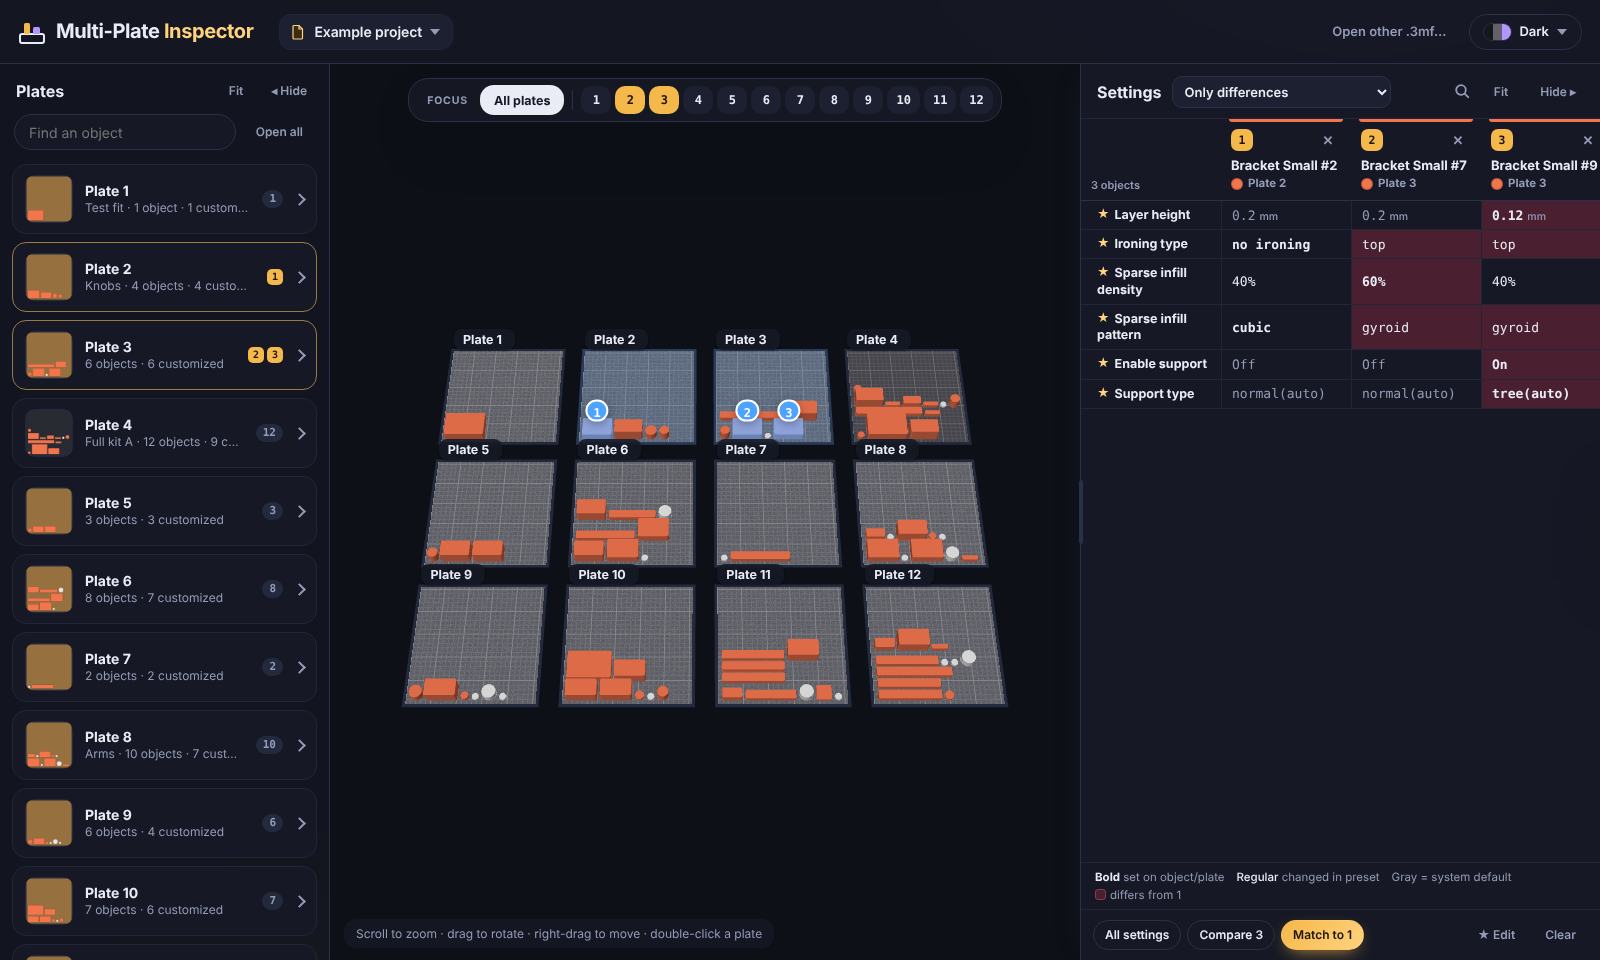 Multi-Plate Inspector
Example project
Open other .3mf...
Dark
Plates
Fit
◂ Hide
Find an object
Open all
Plate 1
Test fit · 1 object · 1 custom...
1
Plate 2
Knobs · 4 objects · 4 custo...
1
Plate 3
6 objects · 6 customized
2 3
Plate 4
Full kit A · 12 objects · 9 c...
12
Plate 5
3 objects · 3 customized
3
Plate 6
8 objects · 7 customized
8
Plate 7
2 objects · 2 customized
2
Plate 8
Arms · 10 objects · 7 cust...
10
Plate 9
6 objects · 4 customized
6
Plate 10
7 objects · 6 customized
7
FOCUS
All plates
1 2 3 4 5 6 7 8 9 10 11 12
Plate 1 Plate 2 Plate 3 Plate 4
1 2 3
Plate 5 Plate 6 Plate 7 Plate 8
Plate 9 Plate 10 Plate 11 Plate 12
Scroll to zoom · drag to rotate · right-drag to move · double-click a plate
Settings
Only differences
Fit
Hide ▸
3 objects
1 ×
Bracket Small #2
Plate 2
2 ×
Bracket Small #7
Plate 3
3 ×
Bracket Small #9
Plate 3
★ Layer height 0.2 mm 0.2 mm 0.12 mm
★ Ironing type no ironing top top
★ Sparse infill density 40% 60% 40%
★ Sparse infill pattern cubic gyroid gyroid
★ Enable support Off Off On
★ Support type normal(auto) normal(auto) tree(auto)
Bold set on object/plate Regular changed in preset Gray = system default
differs from 1
All settings
Compare 3
Match to 1
★ Edit
Clear